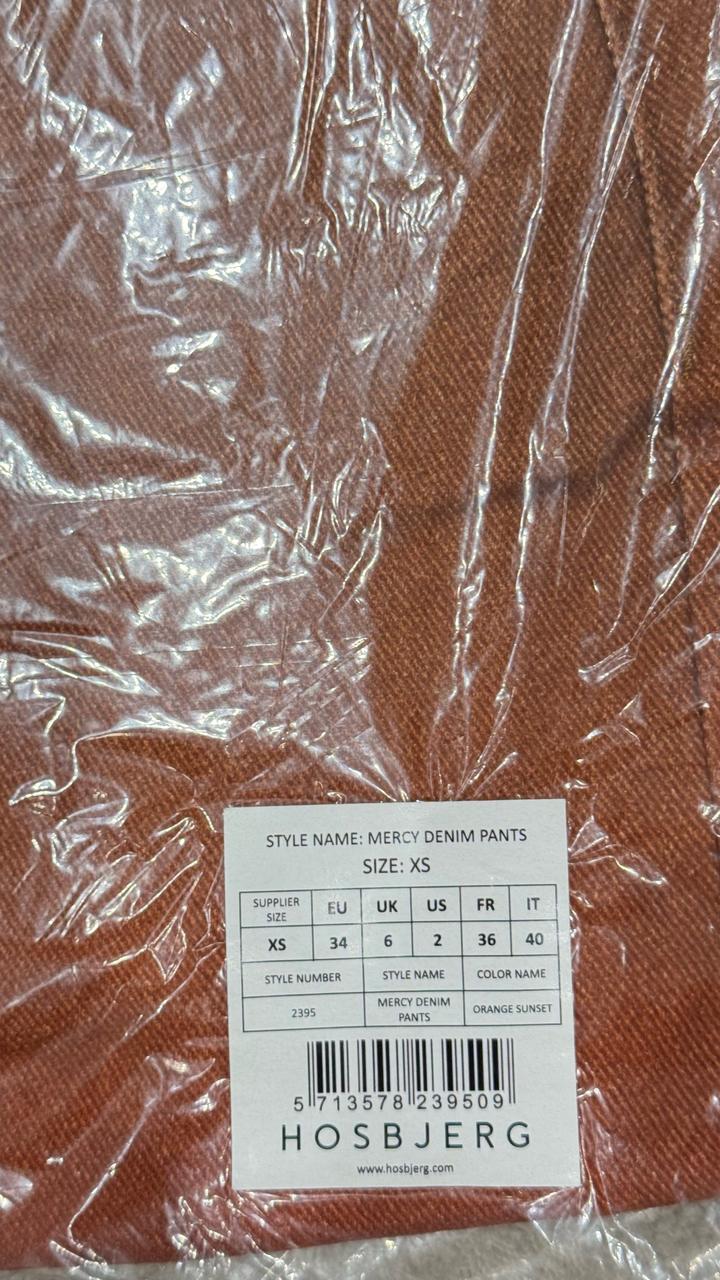 STYLE NAME: MERCY DENIM PANTS
SIZE: XS
SUPPLIER SIZE EU UK US FR IT
XS 34 6 2 36 40
STYLE NUMBER STYLE NAME COLOR NAME
2395 MERCY DENIM PANTS ORANGE SUNSET
5 713578 239509
HOSBJERG
www.hosbjerg.com